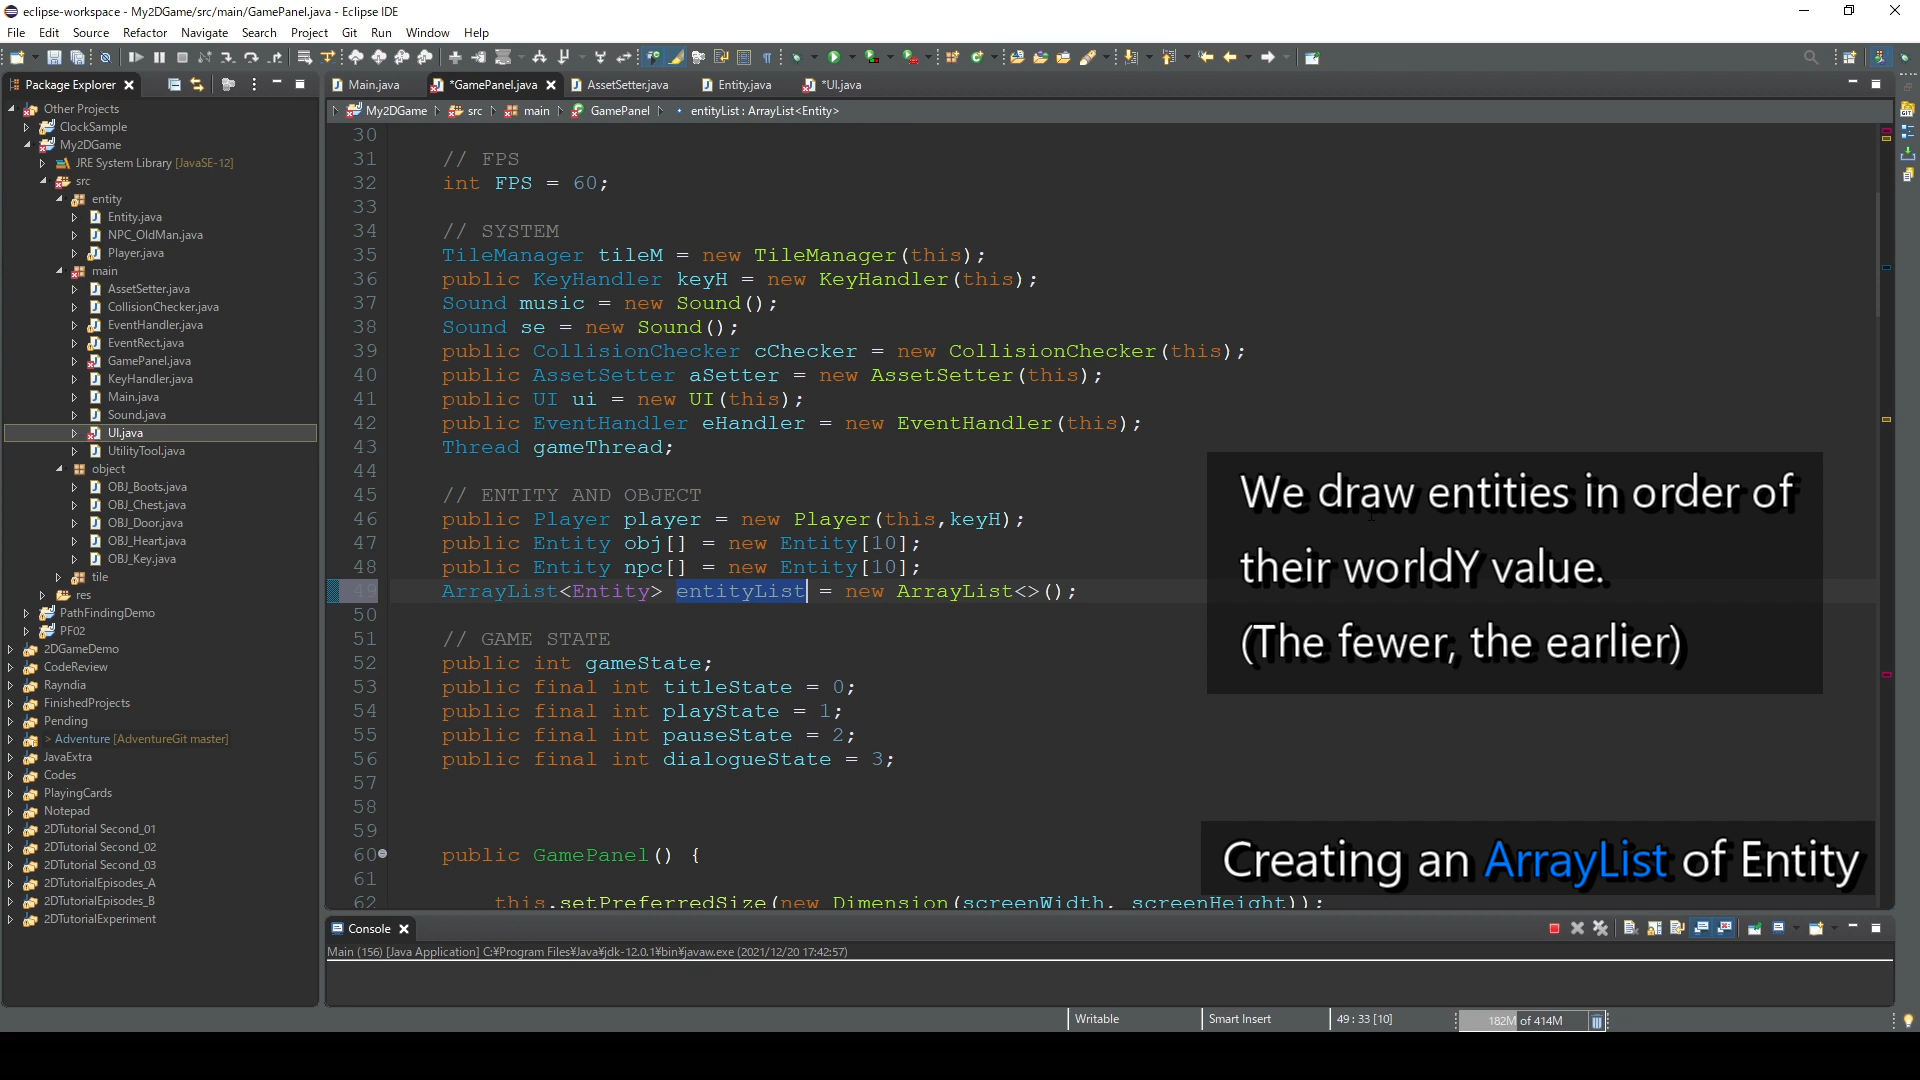 eclipse-workspace - My2DGame/src/main/GamePanel.java - Eclipse IDE
File Edit Source Refactor Navigate Search Project Git Run Window Help
Package Explorer
Main.java *GamePanel.java AssetSetter.java Entity.java *UI.java
My2DGame src main GamePanel entityList : ArrayList<Entity>
Other Projects
ClockSample
My2DGame
JRE System Library [JavaSE-12]
src
entity
Entity.java
NPC_OldMan.java
Player.java
main
AssetSetter.java
CollisionChecker.java
EventHandler.java
EventRect.java
GamePanel.java
KeyHandler.java
Main.java
Sound.java
UI.java
UtilityTool.java
object
OBJ_Boots.java
OBJ_Chest.java
OBJ_Door.java
OBJ_Heart.java
OBJ_Key.java
tile
res
PathFindingDemo
PF02
2DGameDemo
CodeReview
Rayndia
FinishedProjects
Pending
> Adventure [AdventureGit master]
JavaExtra
Codes
PlayingCards
Notepad
2DTutorial Second_01
2DTutorial Second_02
2DTutorial Second_03
2DTutorialEpisodes_A
2DTutorialEpisodes_B
2DTutorialExperiment
30
31 // FPS
32 int FPS = 60;
33
34 // SYSTEM
35 TileManager tileM = new TileManager(this);
36 public KeyHandler keyH = new KeyHandler(this);
37 Sound music = new Sound();
38 Sound se = new Sound();
39 public CollisionChecker cChecker = new CollisionChecker(this);
40 public AssetSetter aSetter = new AssetSetter(this);
41 public UI ui = new UI(this);
42 public EventHandler eHandler = new EventHandler(this);
43 Thread gameThread;
44
45 // ENTITY AND OBJECT
46 public Player player = new Player(this,keyH);
47 public Entity obj[] = new Entity[10];
48 public Entity npc[] = new Entity[10];
49 ArrayList<Entity> entityList = new ArrayList<>();
50
51 // GAME STATE
52 public int gameState;
53 public final int titleState = 0;
54 public final int playState = 1;
55 public final int pauseState = 2;
56 public final int dialogueState = 3;
57
58
59
60 public GamePanel() {
61
62 this.setPreferredSize(new Dimension(screenWidth, screenHeight));
We draw entities in order of
their worldY value.
(The fewer, the earlier)
Creating an ArrayList of Entity
Console
Main (156) [Java Application] C:¥Program Files¥Java¥jdk-12.0.1¥bin¥javaw.exe (2021/12/20 17:42:57)
Writable Smart Insert 49 : 33 [10] 182M of 414M